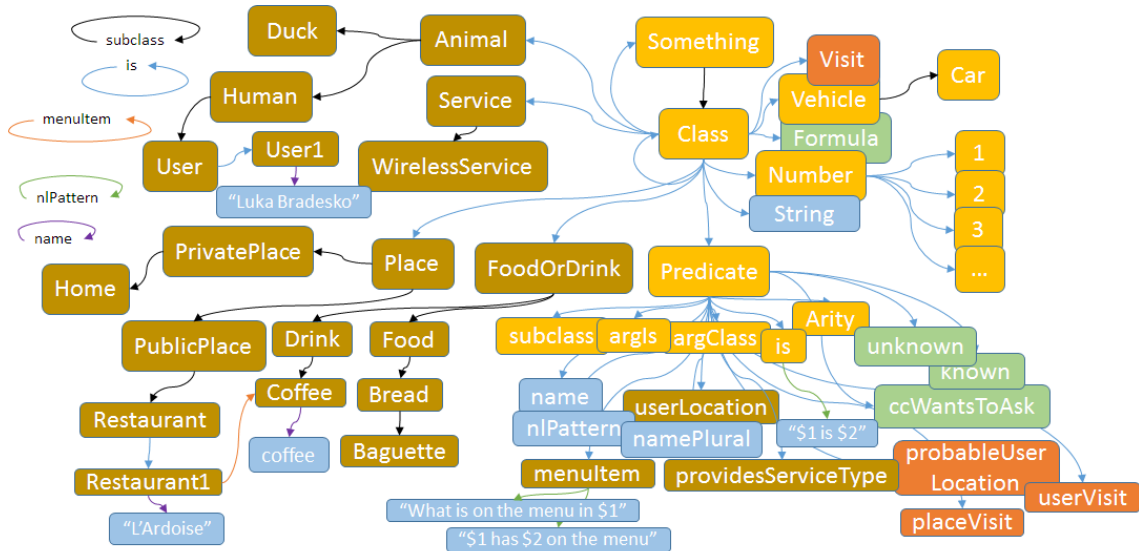 subclass
is
menuItem
nlPattern
name
Duck
Animal
Something
Visit
Car
Human
Service
Vehicle
Class
Formula
User
User1
WirelessService
Number
1
2
3
...
"Luka Bradesko"
String
PrivatePlace
Home
Place
FoodOrDrink
Predicate
PublicPlace
Drink
Food
subclass
argIs
argClass
is
Arity
unknown
known
Coffee
Bread
name
userLocation
ccWantsToAsk
Restaurant
nlPattern
namePlural
"$1 is $2"
coffee
Baguette
Restaurant1
menuItem
providesServiceType
probableUser
Location
userVisit
"L'Ardoise"
"What is on the menu in $1"
placeVisit
"$1 has $2 on the menu"